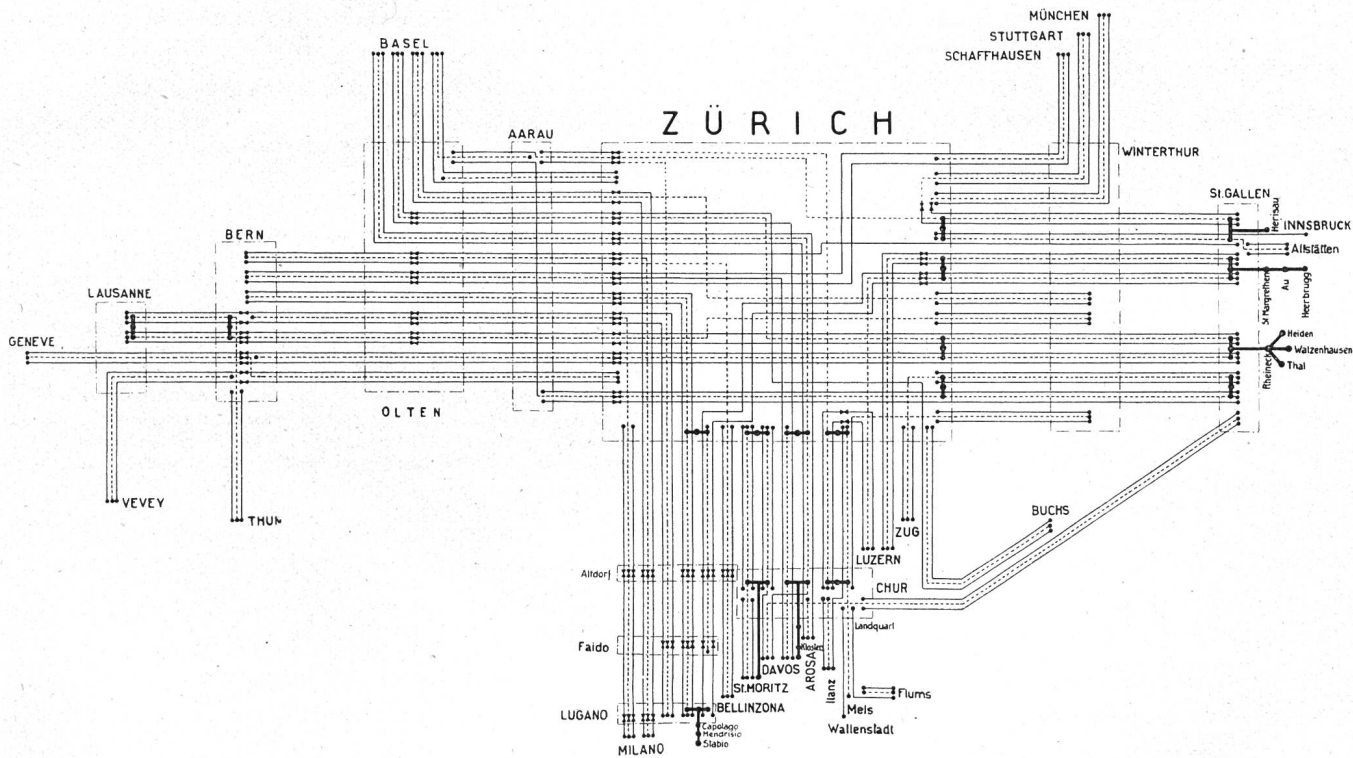 MÜNCHEN
STUTTGART
SCHAFFHAUSEN
BASEL
ZÜRICH
AARAU
WINTERTHUR
St.GALLEN
Herisau
INNSBRUCK
Altstätten
BERN
LAUSANNE
St Margrethen
Au
Heerbrugg
GENEVE
Heiden
Walzenhausen
Thal
Rheineck
OLTEN
VEVEY
THUN
BUCHS
ZUG
LUZERN
Altdorf
CHUR
Landquart
Faido
Klosters
DAVOS
AROSA
St.MORITZ
Ilanz
Flums
BELLINZONA
Mels
LUGANO
Capolago
Mendrisio
Stabio
Wallenstadt
MILANO